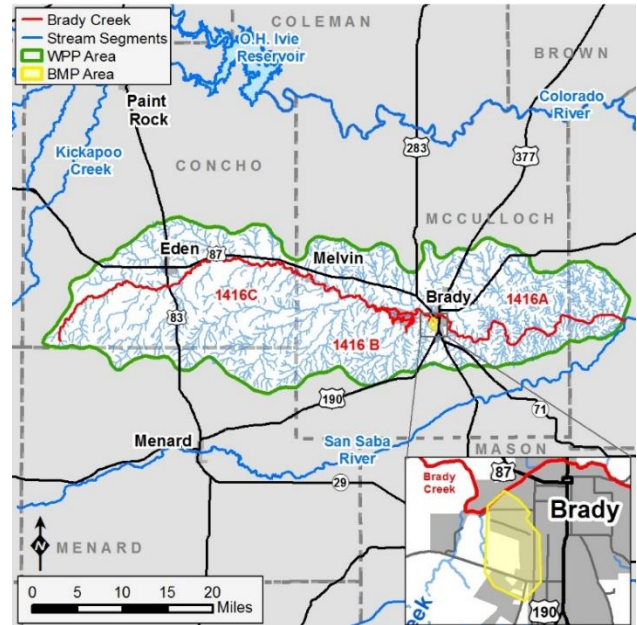 Brady Creek
Stream Segments
WPP Area
BMP Area
COLEMAN
O.H. Ivie
Reservoir
BROWN
Paint
Rock
Colorado
River
Kickapoo
Creek
CONCHO
283
377
MCCULLOCH
Eden
87
Melvin
Brady
1416A
1416C
83
1416 B
190
71
Menard
San Saba
River
MASON
29
MENARD
N
0 5 10 15 20
Miles
Brady
Creek
87
Brady
190
eek